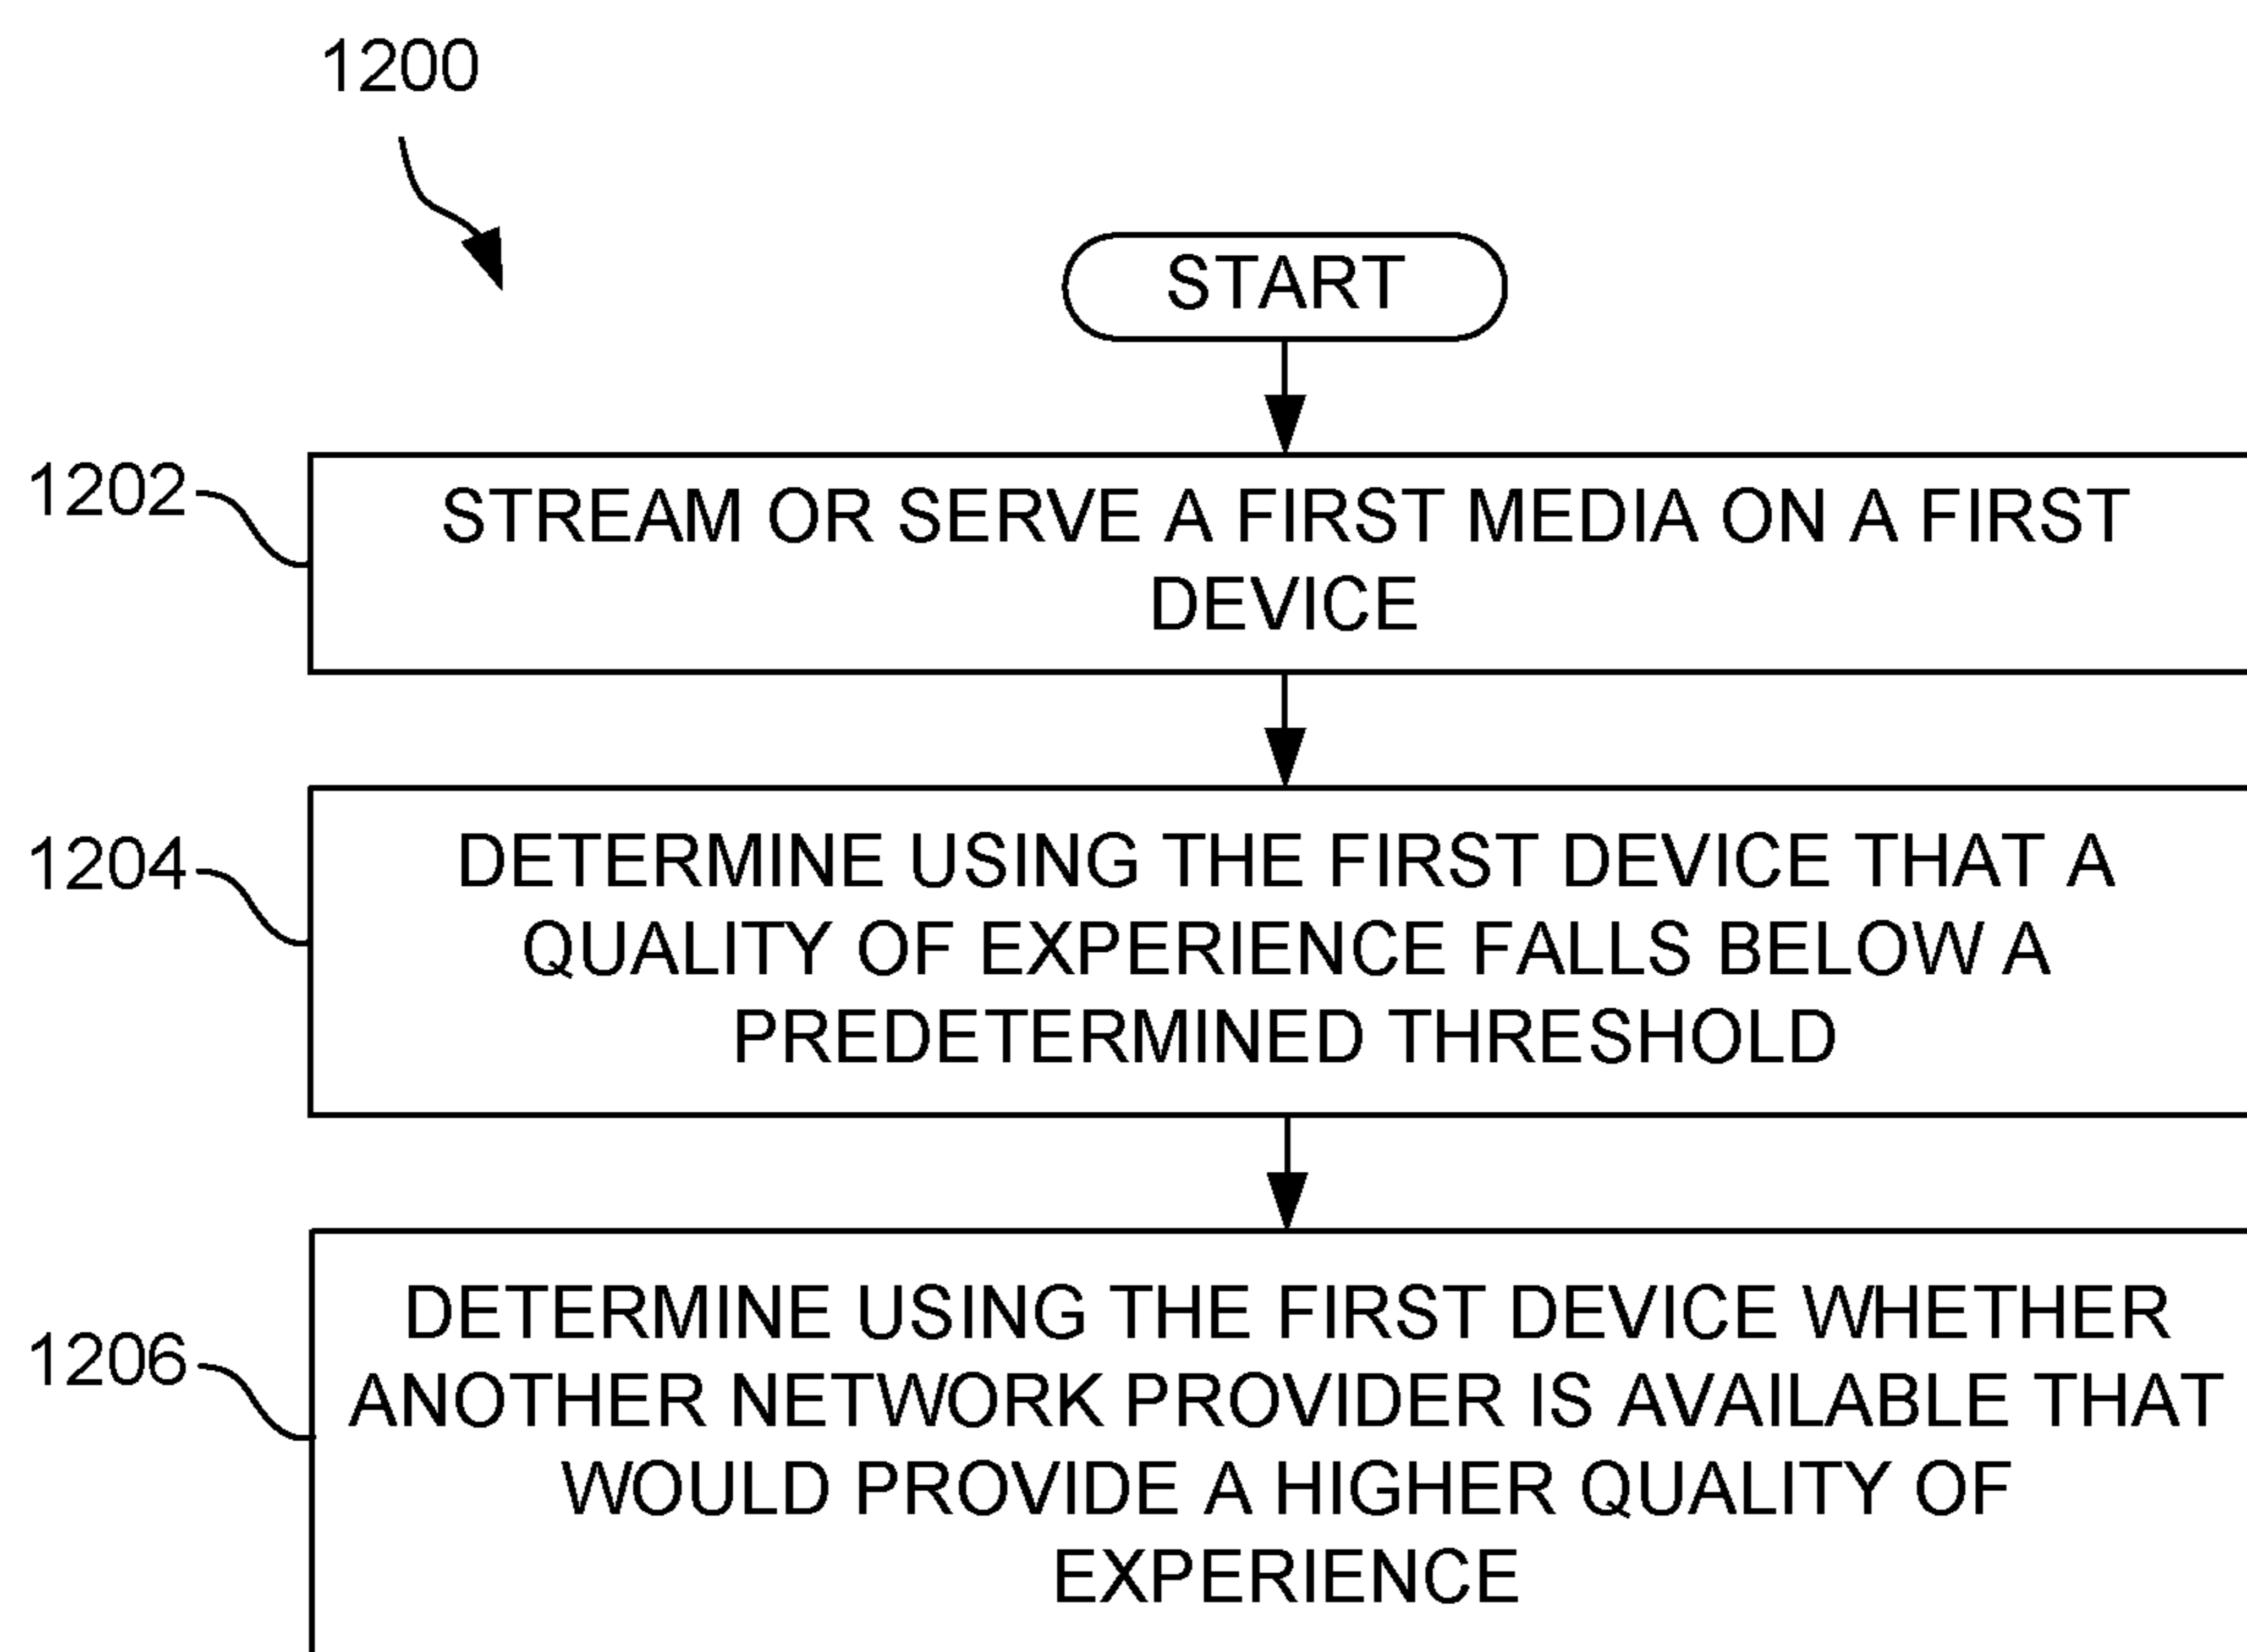 1200
START
1202
STREAM OR SERVE A FIRST MEDIA ON A FIRST
DEVICE
1204
DETERMINE USING THE FIRST DEVICE THAT A
QUALITY OF EXPERIENCE FALLS BELOW A
PREDETERMINED THRESHOLD
1206
DETERMINE USING THE FIRST DEVICE WHETHER
ANOTHER NETWORK PROVIDER IS AVAILABLE THAT
WOULD PROVIDE A HIGHER QUALITY OF
EXPERIENCE